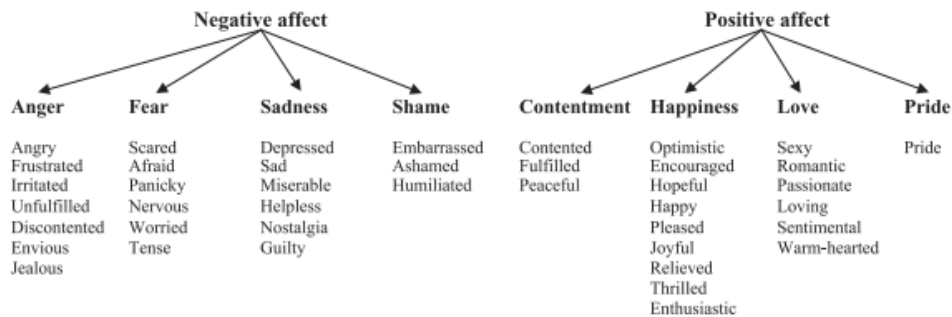 Negative affect
Positive affect
Anger Fear Sadness Shame Contentment Happiness Love Pride
Angry Scared Depressed Embarrassed Contented Optimistic Sexy Pride
Frustrated Afraid Sad Ashamed Fulfilled Encouraged Romantic
Irritated Panicky Miserable Humiliated Peaceful Hopeful Passionate
Unfulfilled Nervous Helpless Happy Loving
Discontented Worried Nostalgia Pleased Sentimental
Envious Tense Guilty Joyful Warm-hearted
Jealous Relieved
Thrilled
Enthusiastic